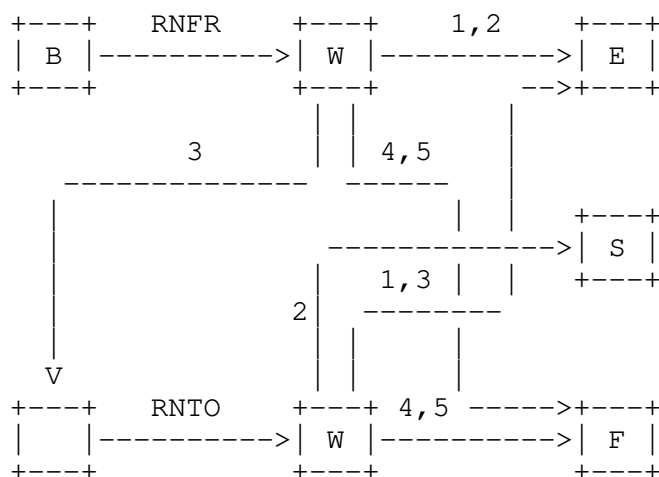 +---+   RNFR    +---+    1,2     +---+
| B |---------->| W |----------->| E |
+---+           +---+         -->+---+
                 | |         |
          3      | |  4,5    |
   --------------   ------   |
  |                       |  |   +---+
  |                -------------->| S |
  |               |   1,3 |  |   +---+
  |              2|  --------
  |               | |     |
  V               | |     |
+---+   RNTO    +---+ 4,5 ------>+---+
|   |---------->| W |----------->| F |
+---+           +---+            +---+